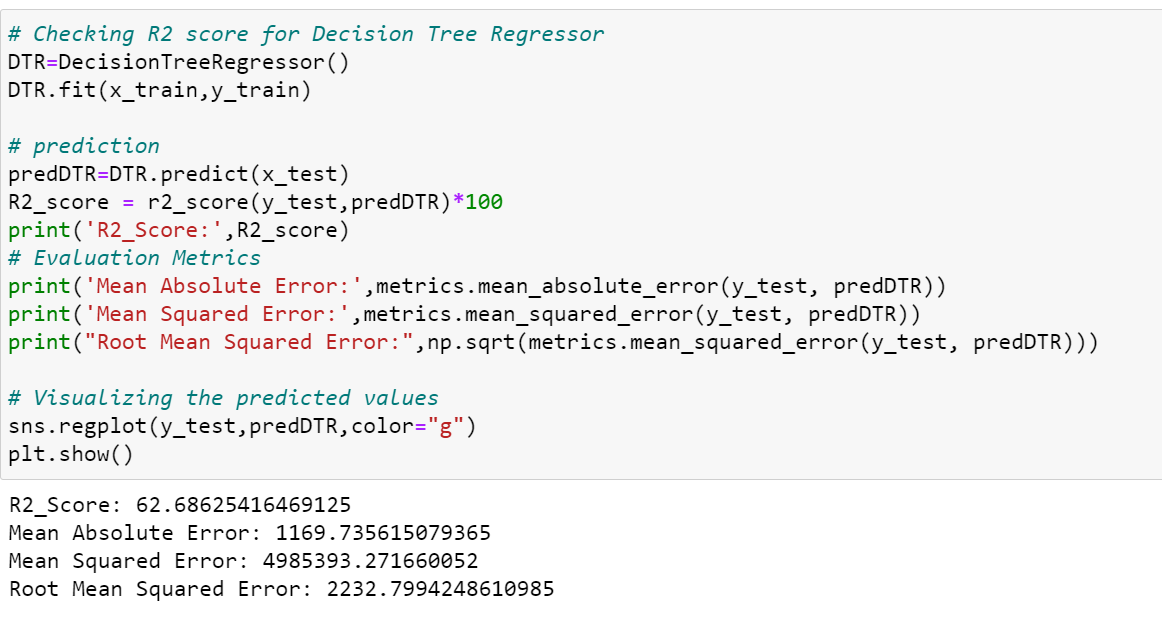 # Checking R2 score for Decision Tree Regressor
DTR=DecisionTreeRegressor()
DTR.fit(x_train,y_train)
# prediction
predDTR=DTR.predict(x_test)
R2_score = r2_score(y_test,predDTR)*100
print('R2_Score:',R2_score)
# Evaluation Metrics
print('Mean Absolute Error:',metrics.mean_absolute_error(y_test, predDTR))
print('Mean Squared Error:',metrics.mean_squared_error(y_test, predDTR))
print("Root Mean Squared Error:",np.sqrt(metrics.mean_squared_error(y_test, predDTR)))
# Visualizing the predicted values
sns.regplot(y_test,predDTR,color="g")
plt.show()
R2_Score: 62.68625416469125
Mean Absolute Error: 1169.735615079365
Mean Squared Error: 4985393.271660052
Root Mean Squared Error: 2232.7994248610985